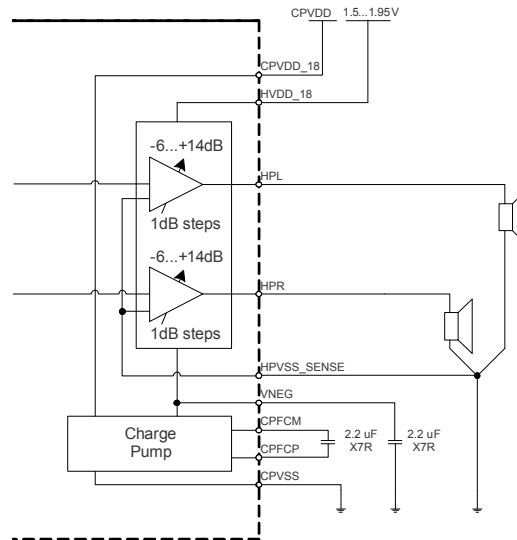 CPVDD
1.5...1.95V
CPVDD_18
HVDD_18
-6...+14dB
HPL
1dB steps
-6...+14dB
HPR
1dB steps
HPVSS_SENSE
VNEG
CPFCM
Charge
Pump
2.2 uF
X7R
2.2 uF
X7R
CPFCP
CPVSS